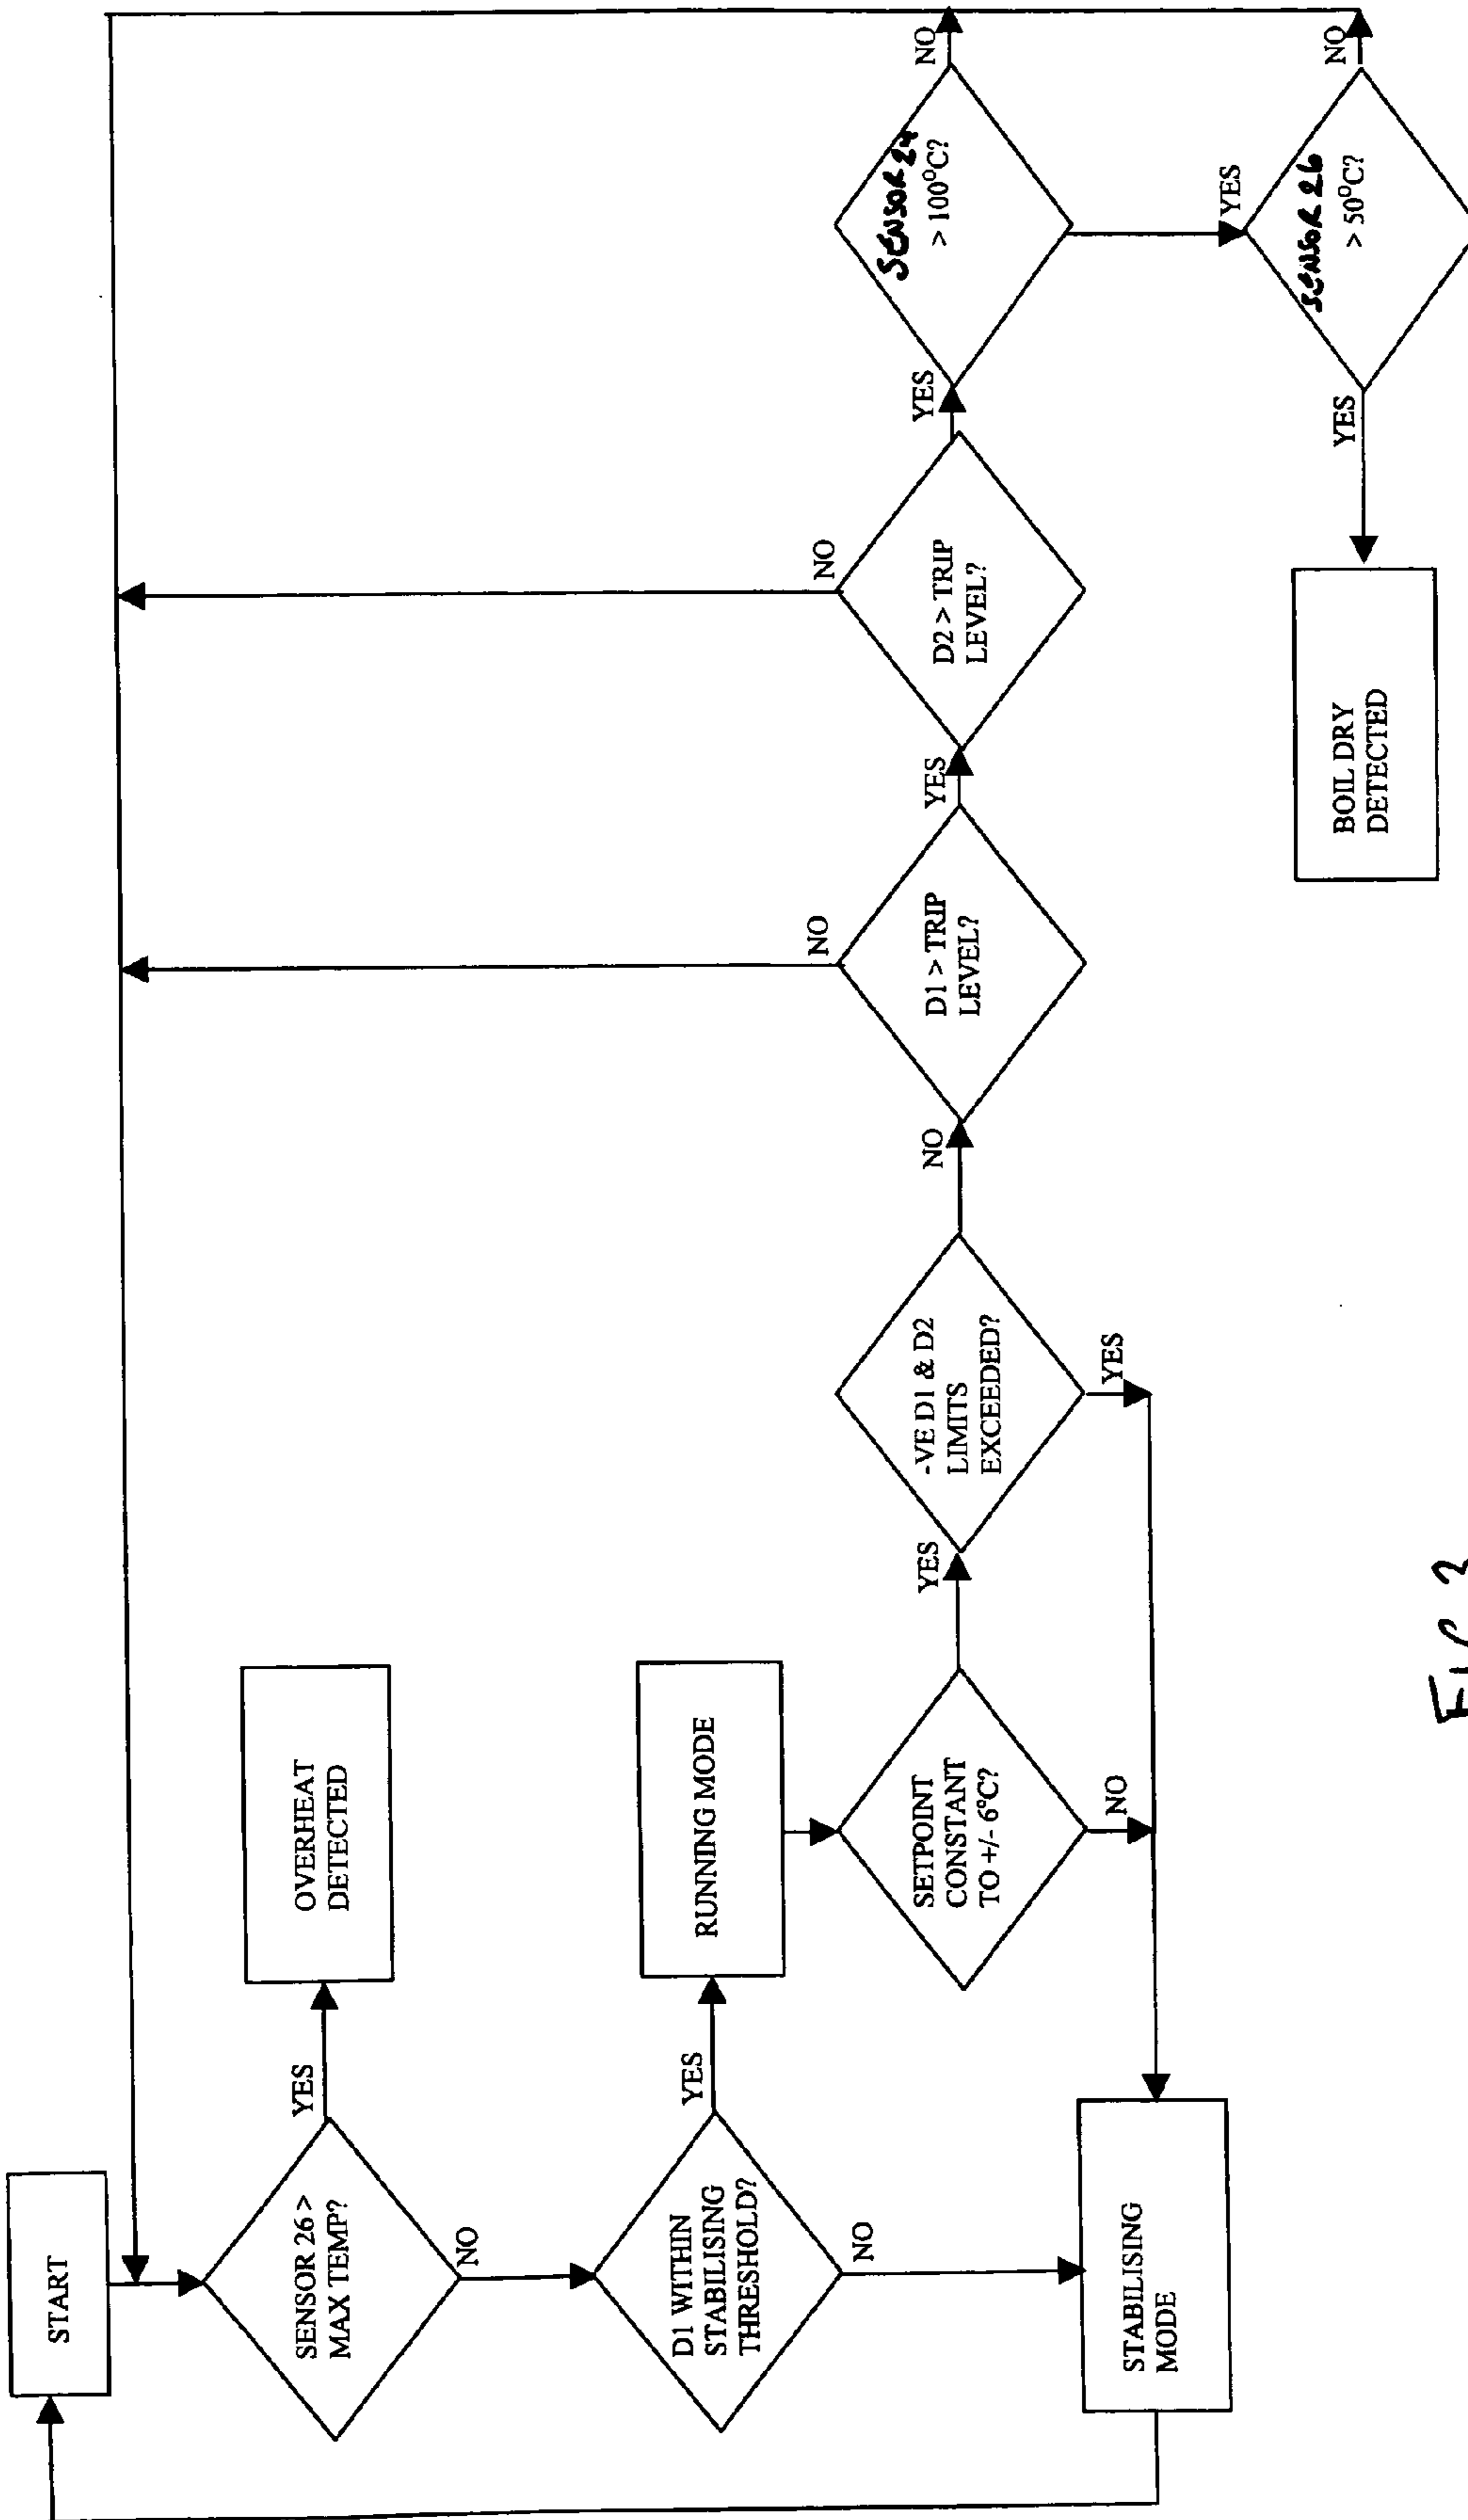 START
SENSOR 26 >
MAX TEMP?
YES
OVERHEAT
DETECTED
NO
D1 WITHIN
STABILISING
THRESHOLD?
YES
RUNNING MODE
NO
STABILISING
MODE
SETPOINT
CONSTANT
TO +/- 6°C?
NO
YES
-VE D1 & D2
LIMITS
EXCEEDED?
YES
NO
D1 > TRIP
LEVEL?
NO
YES
D2 > TRIP
LEVEL?
NO
YES
SENSOR 24
> 100°C?
NO
YES
SENSOR 26
> 50°C?
NO
YES
BOIL DRY
DETECTED